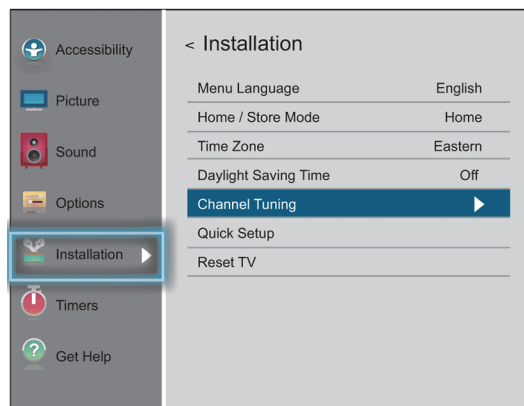 Accessibility
Picture
Sound
Options
Installation
Timers
? Get Help
< Installation
Menu Language English
Home / Store Mode Home
Time Zone Eastern
Daylight Saving Time Off
Channel Tuning
Quick Setup
Reset TV